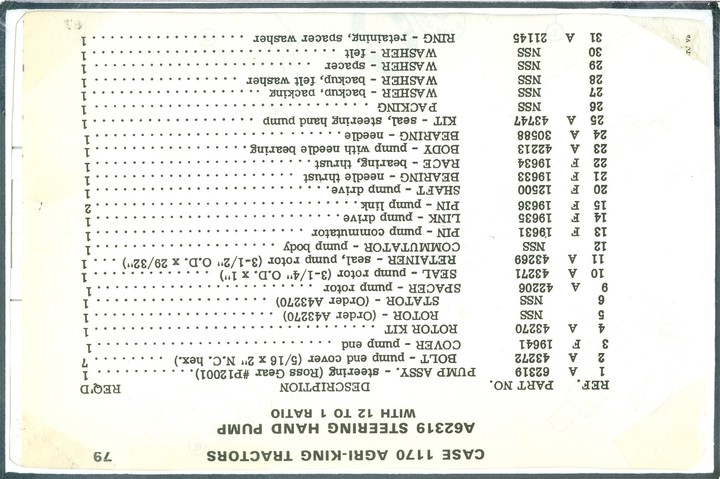 CASE 1170 AGRI-KING TRACTORS 79
A62319 STEERING HAND PUMP
WITH 12 TO 1 RATIO
REF. PART NO. DESCRIPTION REQ'D
1 A 62319 PUMP ASSY. - steering (Ross Gear #P12001) 1
2 A 43272 BOLT - pump end cover (5/16 x 2" N.C. hex.) 7
3 F 19641 COVER - pump end 1
4 A 43270 ROTOR KIT 1
5 NSS ROTOR - (Order A43270) 1
6 NSS STATOR - (Order A43270) 1
9 A 42206 SPACER - pump rotor 1
10 A 43271 SEAL - pump rotor (3-1/4" O.D. x 1") 1
11 A 43269 RETAINER - seal, pump rotor (3-1/2" O.D. x 29/32") 1
12 NSS COMMUTATOR - pump body 1
13 F 19631 PIN - pump commutator 1
14 F 19635 LINK - pump drive 1
15 F 19636 PIN - pump link 2
20 F 12500 SHAFT - pump drive 1
21 F 19633 BEARING - needle thrust 1
22 F 19634 RACE - bearing, thrust 1
23 A 42213 BODY - pump with needle bearing 1
24 A 30588 BEARING - needle 1
25 A 43747 KIT - seal, steering hand pump 1
26 NSS PACKING 1
27 NSS WASHER - backup, packing 1
28 NSS WASHER - backup, felt washer 1
29 NSS WASHER - spacer 1
30 NSS WASHER - felt 1
31 A 21145 RING - retaining, spacer washer 1